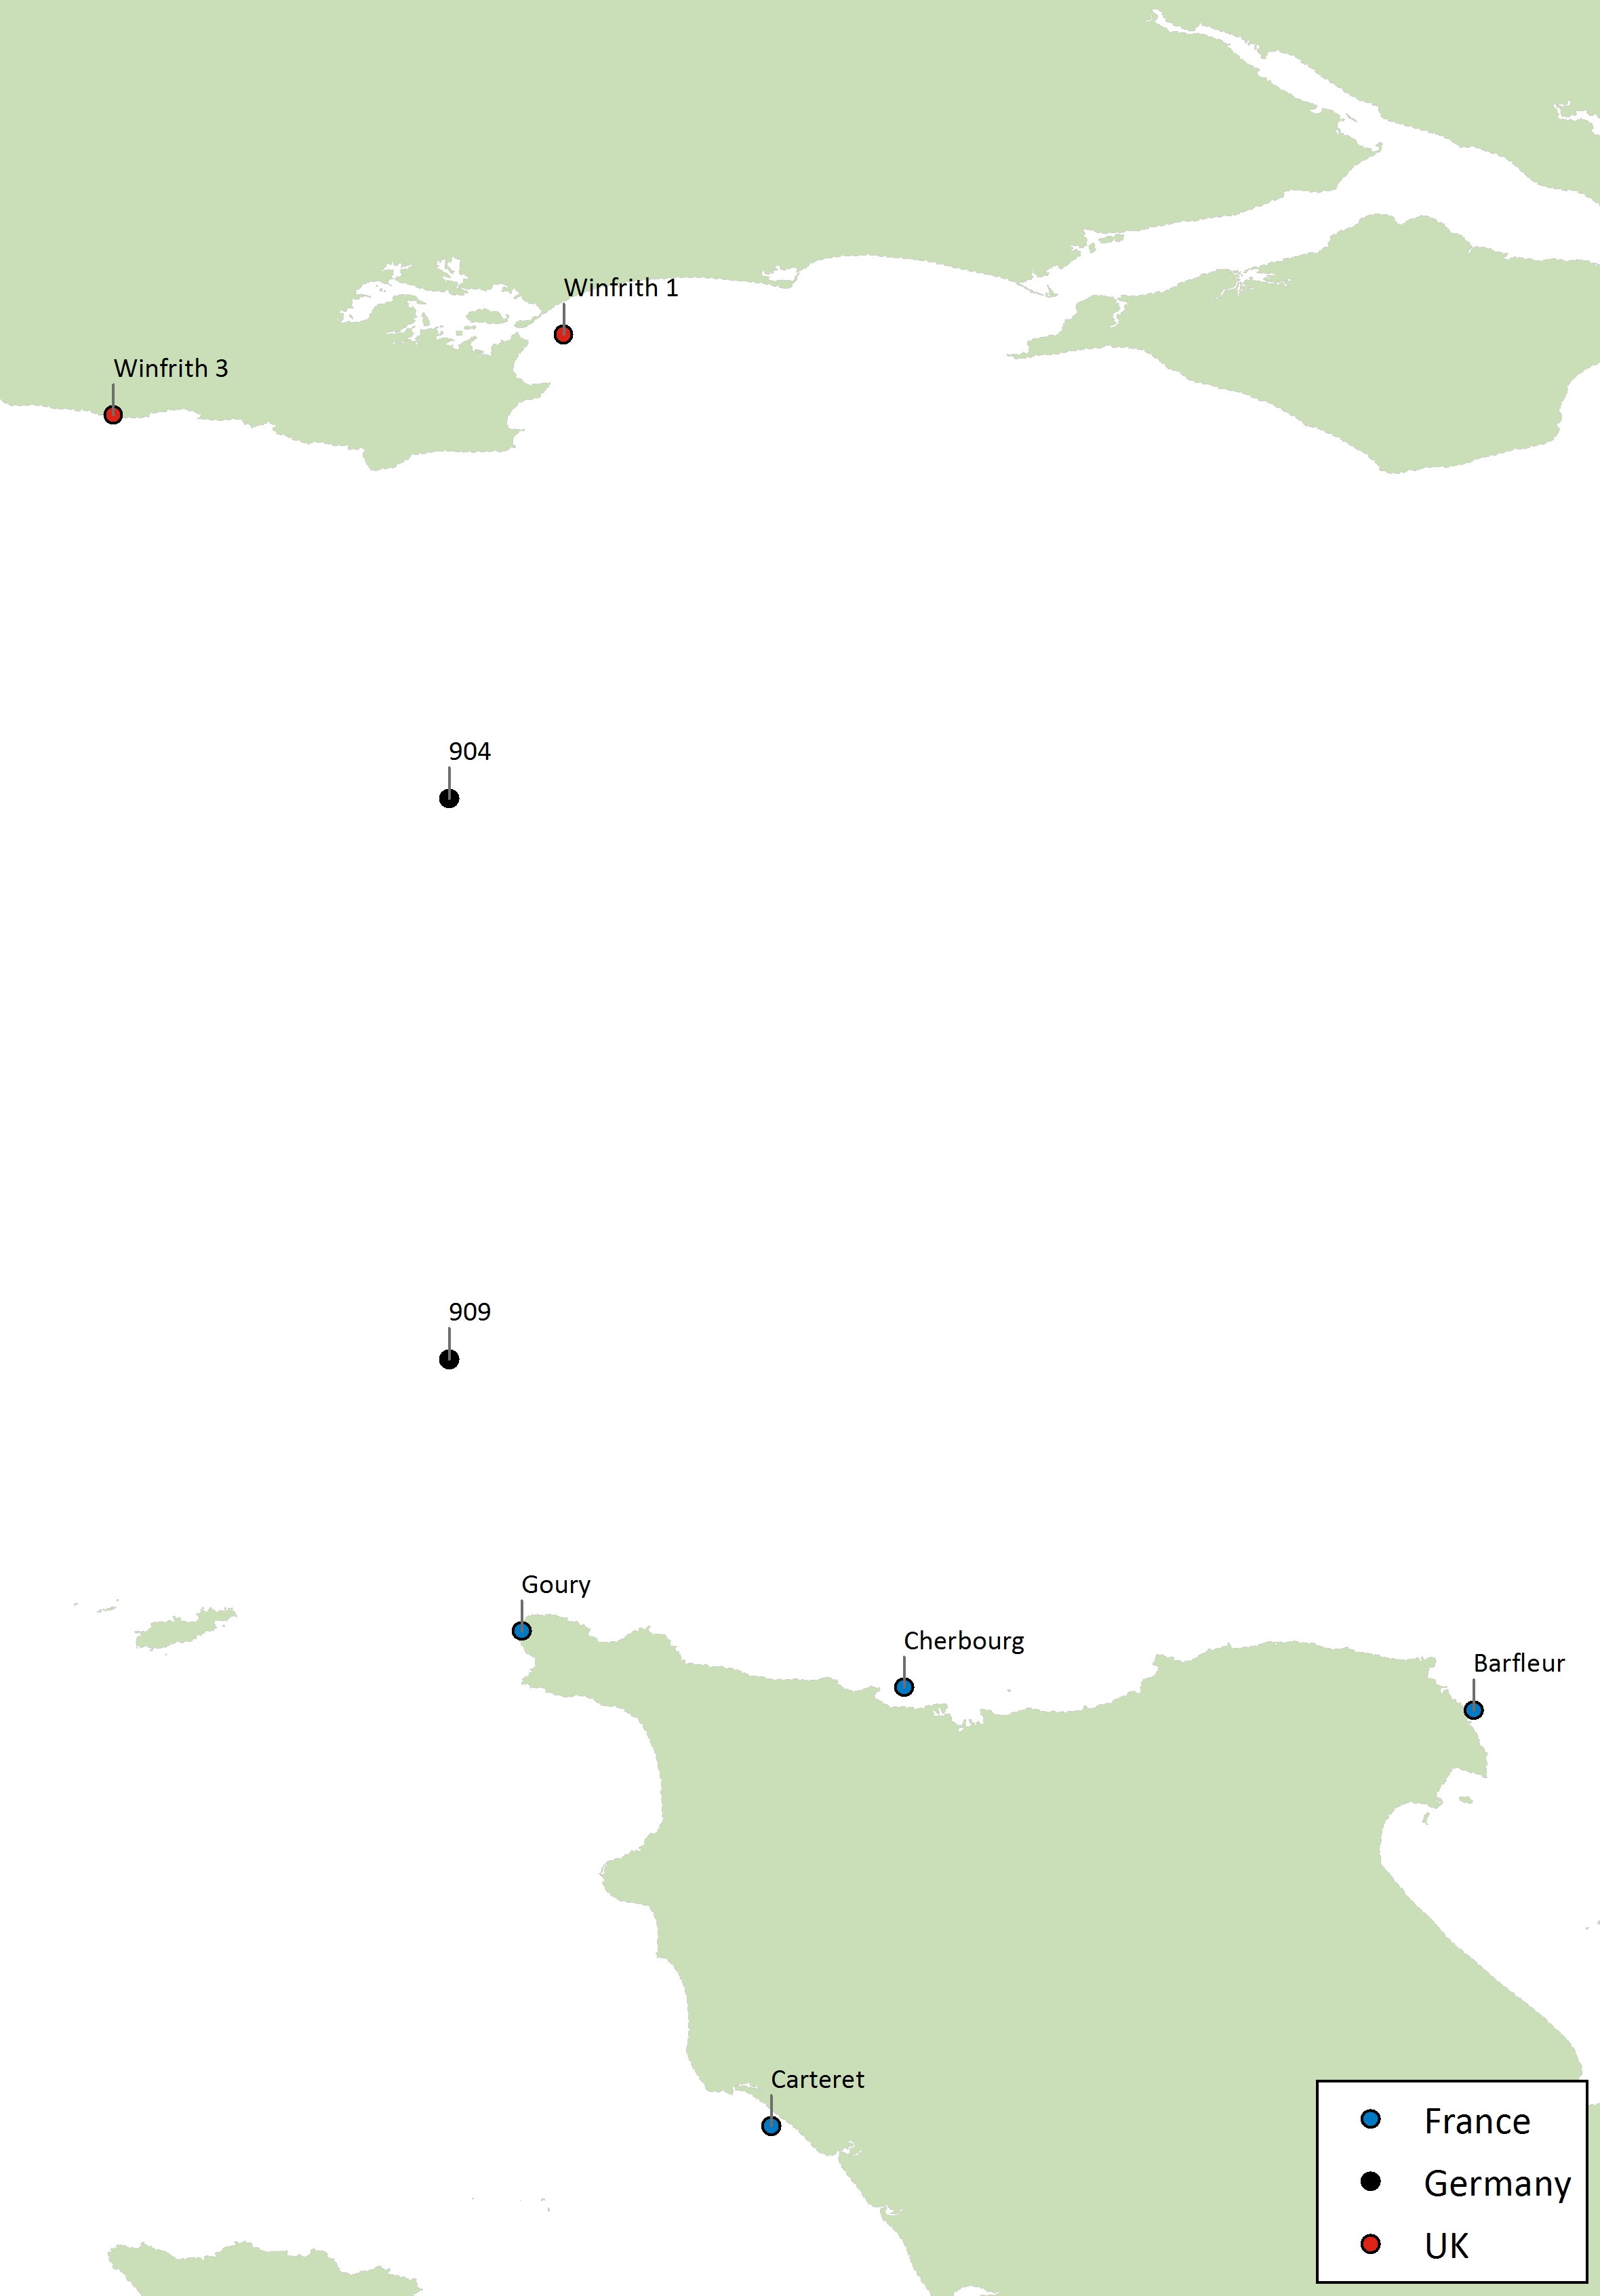 Winfrith 1
Winfrith 3
904
909
Goury
Cherbourg
Barfleur
Carteret
France
Germany
UK